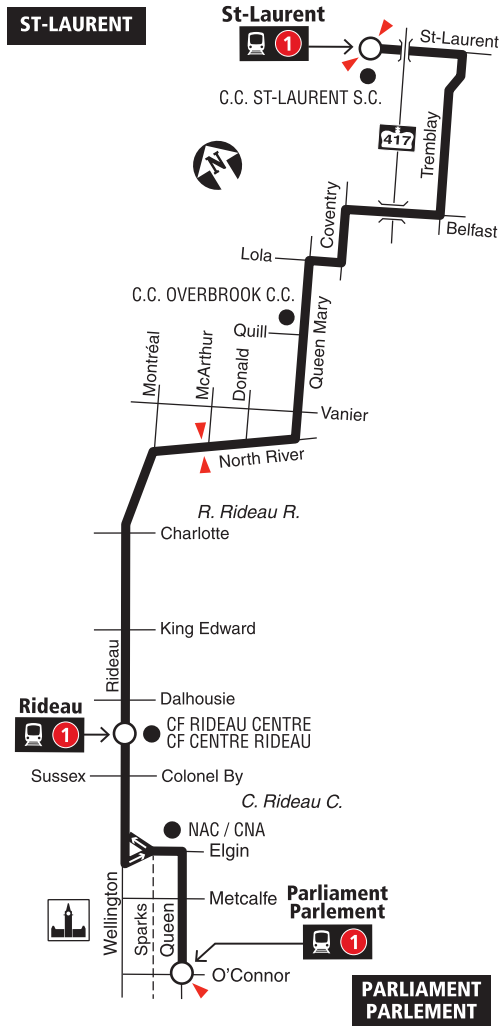 ST-LAURENT
St-Laurent
1
St-Laurent
C.C. ST-LAURENT S.C.
417
Tremblay
N
Coventry
Belfast
Lola
C.C. OVERBROOK C.C.
Quill
Queen Mary
Montréal
McArthur
Donald
Vanier
North River
R. Rideau R.
Charlotte
King Edward
Rideau
Dalhousie
Rideau
1
CF RIDEAU CENTRE
CF CENTRE RIDEAU
Sussex
Colonel By
C. Rideau C.
NAC / CNA
Elgin
Wellington
Sparks
Queen
Metcalfe
Parliament
Parlement
1
O'Connor
PARLIAMENT
PARLEMENT